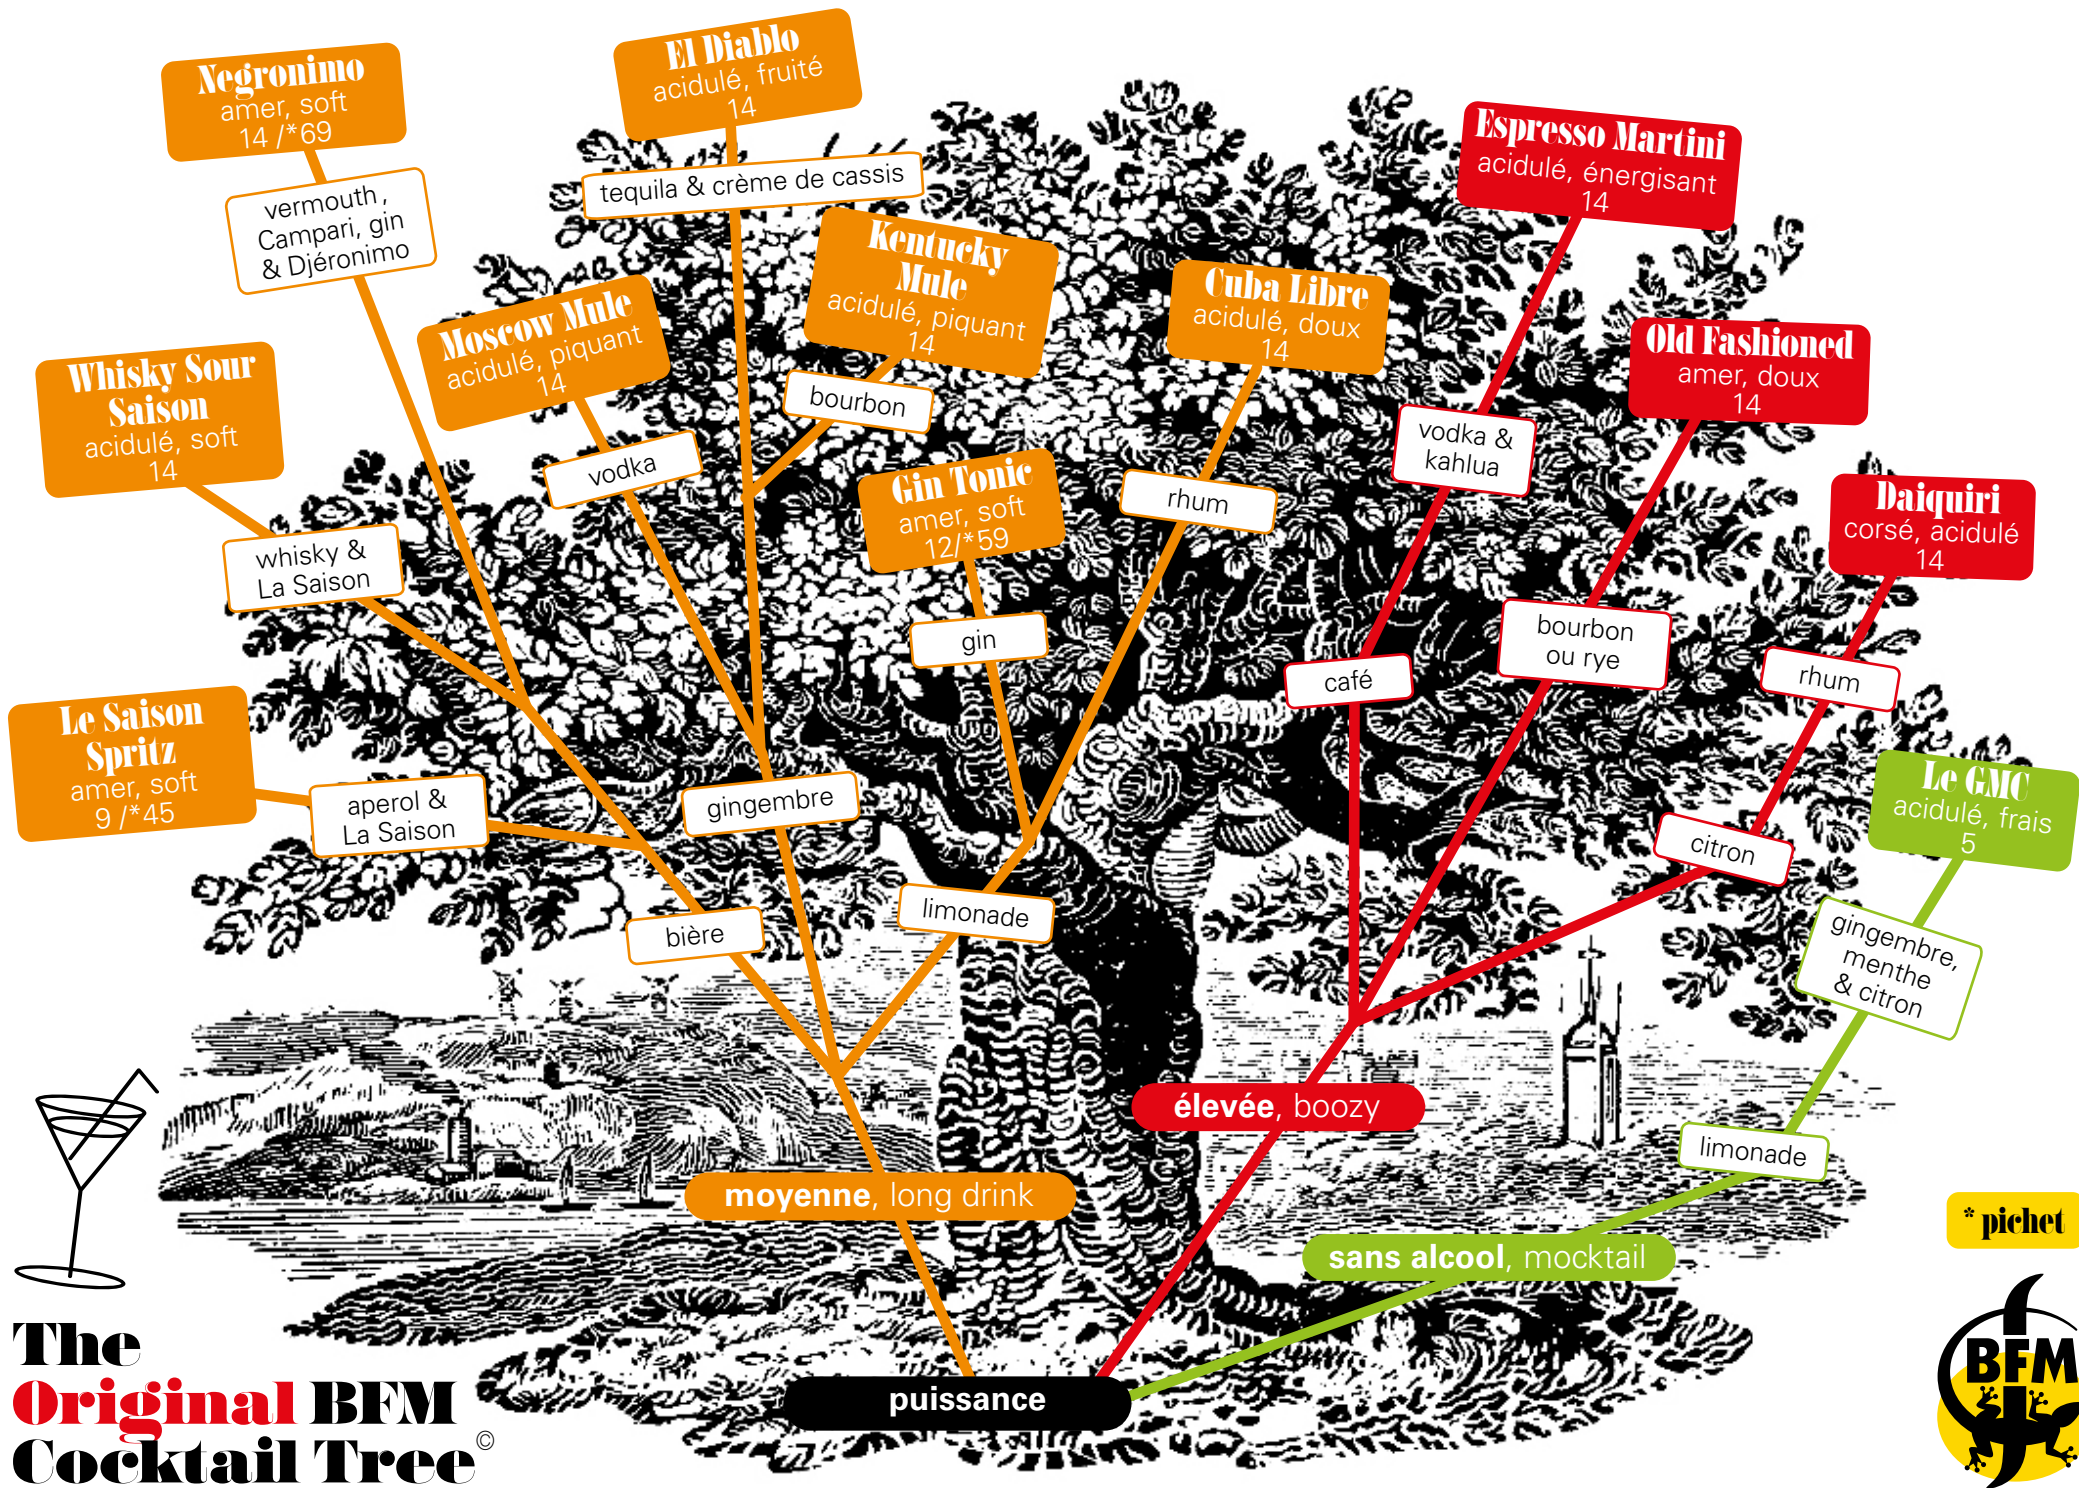 Negronimo
amer, soft
14 /*69
vermouth,
Campari, gin
& Djéronimo
El Diablo
acidulé, fruité
14
tequila & crème de cassis
Kentucky
Mule
acidulé, piquant
14
bourbon
Moscow Mule
acidulé, piquant
14
vodka
Whisky Sour
Saison
acidulé, soft
14
whisky &
La Saison
Le Saison
Spritz
amer, soft
9 /*45
aperol &
La Saison
gingembre
bière
Gin Tonic
amer, soft
12/*59
gin
Cuba Libre
acidulé, doux
14
rhum
limonade
Espresso Martini
acidulé, énergisant
14
vodka &
kahlua
café
Old Fashioned
amer, doux
14
bourbon
ou rye
Daiquiri
corsé, acidulé
14
rhum
citron
Le GMC
acidulé, frais
5
gingembre,
menthe
& citron
limonade
élevée, boozy
moyenne, long drink
sans alcool, mocktail
puissance
* pichet
BFM
The
Original BFM
Cocktail Tree©